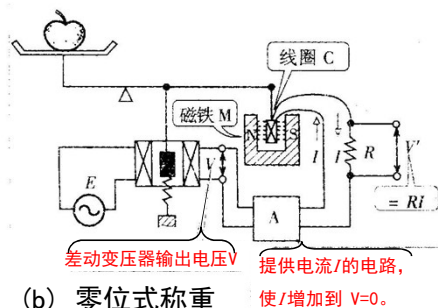 线圈 C
磁铁 M
N
S
I
I
R
V'
= RI
E
V
A
差动变压器输出电压V
提供电流I的电路,
使I增加到 V=0。
(b) 零位式称重